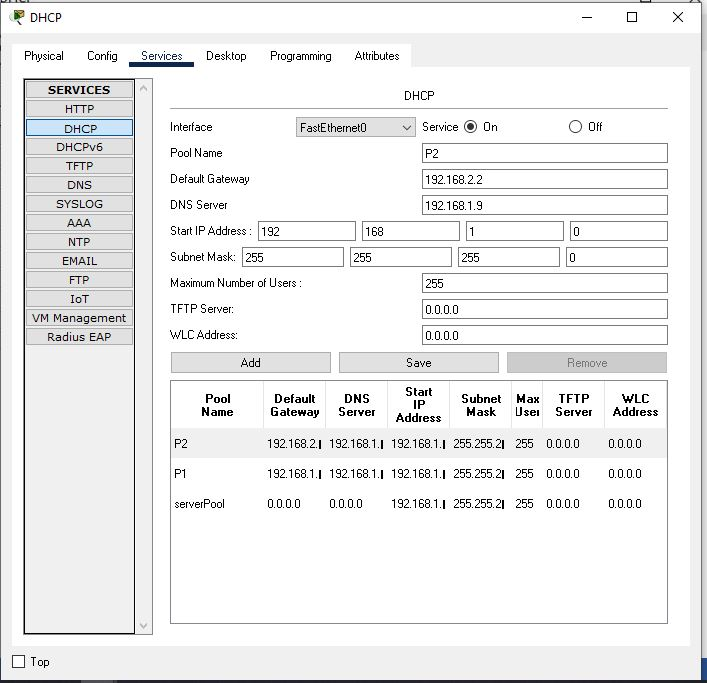 DHCP
Physical Config Services Desktop Programming Attributes
SERVICES
HTTP
DHCP
DHCPv6
TFTP
DNS
SYSLOG
AAA
NTP
EMAIL
FTP
IoT
VM Management
Radius EAP
DHCP
Interface FastEthernet0 Service On Off
Pool Name P2
Default Gateway 192.168.2.2
DNS Server 192.168.1.9
Start IP Address : 192 168 1 0
Subnet Mask: 255 255 255 0
Maximum Number of Users : 255
TFTP Server: 0.0.0.0
WLC Address: 0.0.0.0
Add Save Remove
Pool Name Default Gateway DNS Server Start IP Address Subnet Mask Max User TFTP Server WLC Address
P2 192.168.2. 192.168.1. 192.168.1. 255.255.2 255 0.0.0.0 0.0.0.0
P1 192.168.1. 192.168.1. 192.168.1. 255.255.2 255 0.0.0.0 0.0.0.0
serverPool 0.0.0.0 0.0.0.0 192.168.1. 255.255.2 255 0.0.0.0 0.0.0.0
Top